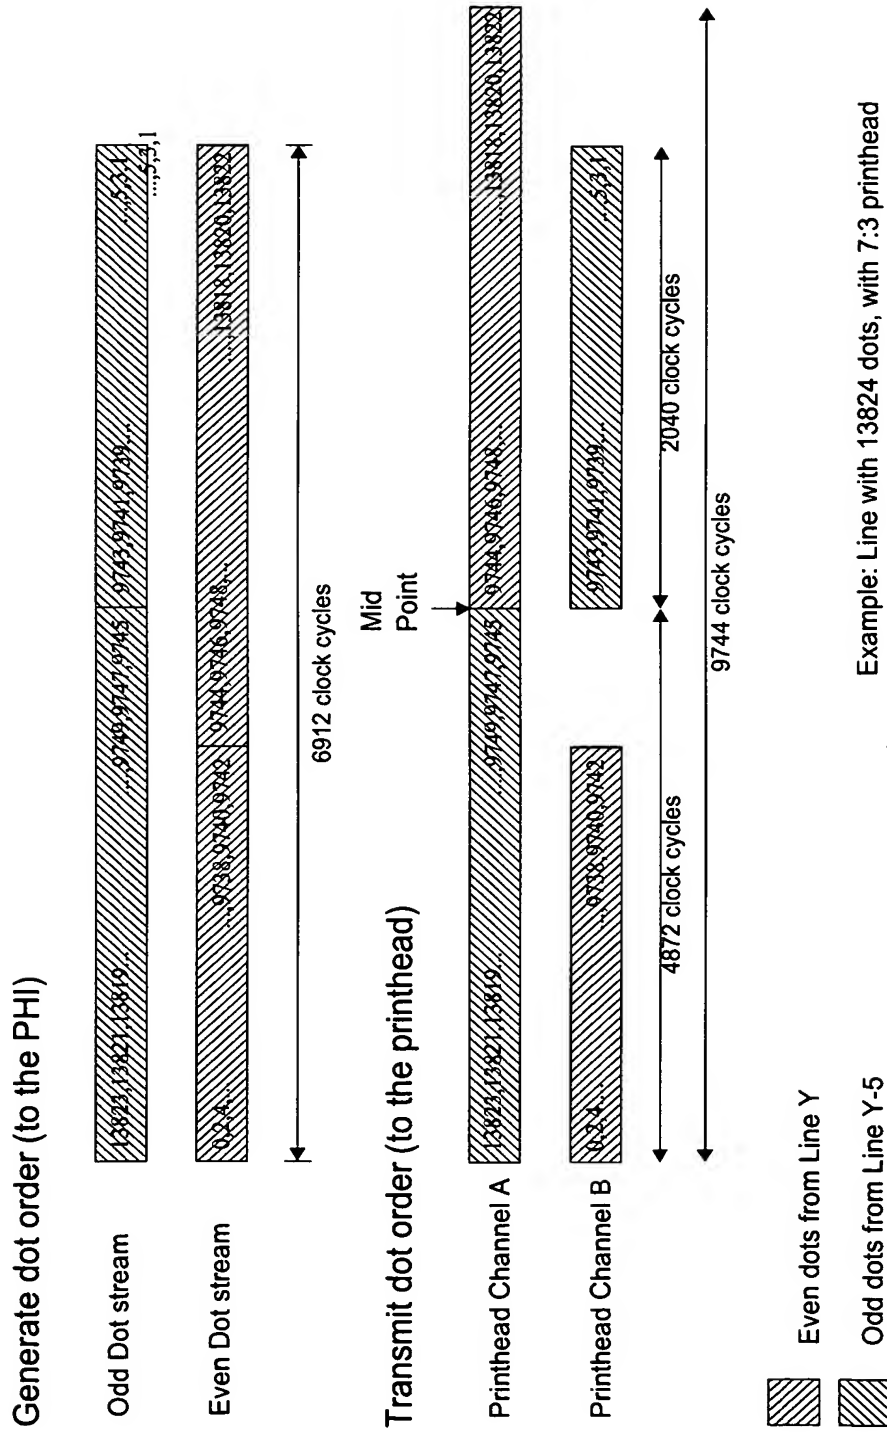 Generate dot order (to the PHI)
Odd Dot stream
13823,13821,13819...
...,9749,9747,9745
9743,9741,9739....
...,5,3,1
...,5,3,1
Even Dot stream
0,2,4,...
...,9738,9740,9742
9744,9746,9748,...
....,13818,13820,13822
6912 clock cycles
Transmit dot order (to the printhead)
Mid
Point
Printhead Channel A
13823,13821,13819...
....,9749,9747,9745
9744,9746,9748,...
....,13818,13820,13822
Printhead Channel B
0,2,4,...
...,9738,9740,9742
9743,9741,9739....
...,5,3,1
4872 clock cycles
2040 clock cycles
9744 clock cycles
Even dots from Line Y
Odd dots from Line Y-5
Example: Line with 13824 dots, with 7:3 printhead